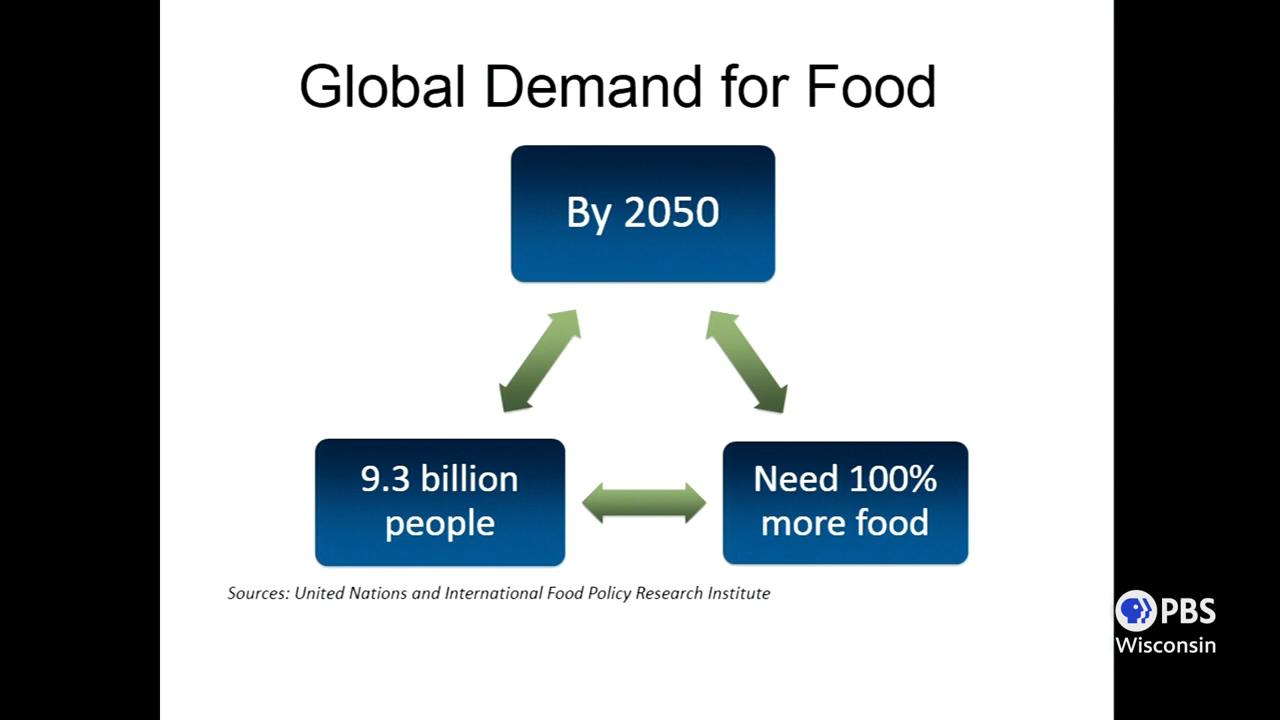 Global Demand for Food
By 2050
9.3 billion
people
Need 100%
more food
Sources: United Nations and International Food Policy Research Institute
PBS
Wisconsin